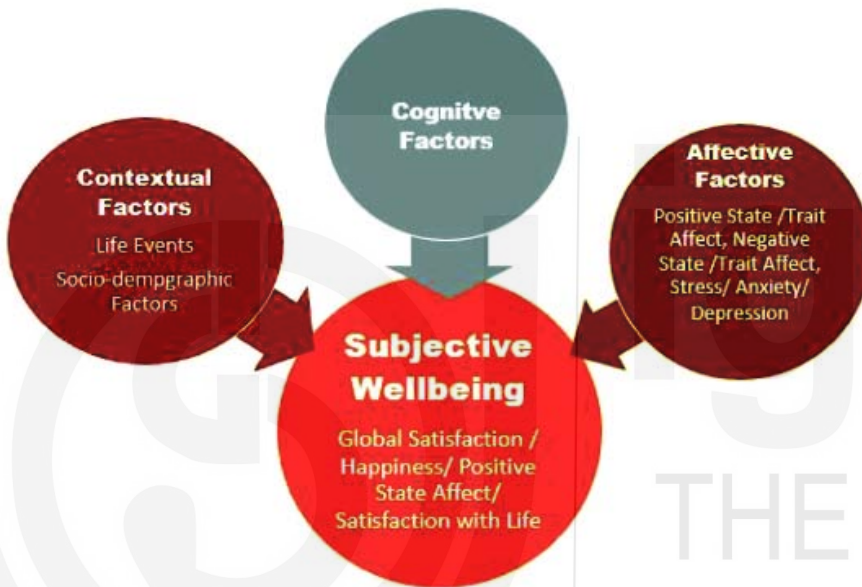 Cognitve
Factors
Contextual
Factors
Life Events
Socio-dempgraphic
Factors
Affective
Factors
Positive State /Trait
Affect, Negative
State /Trait Affect,
Stress/ Anxiety/
Depression
Subjective
Wellbeing
Global Satisfaction /
Happiness/ Positive
State Affect/
Satisfaction with Life
THE